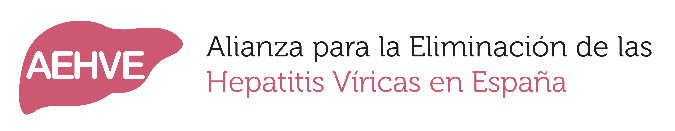 AEHVE
Alianza para la Eliminación de las
Hepatitis Víricas en España